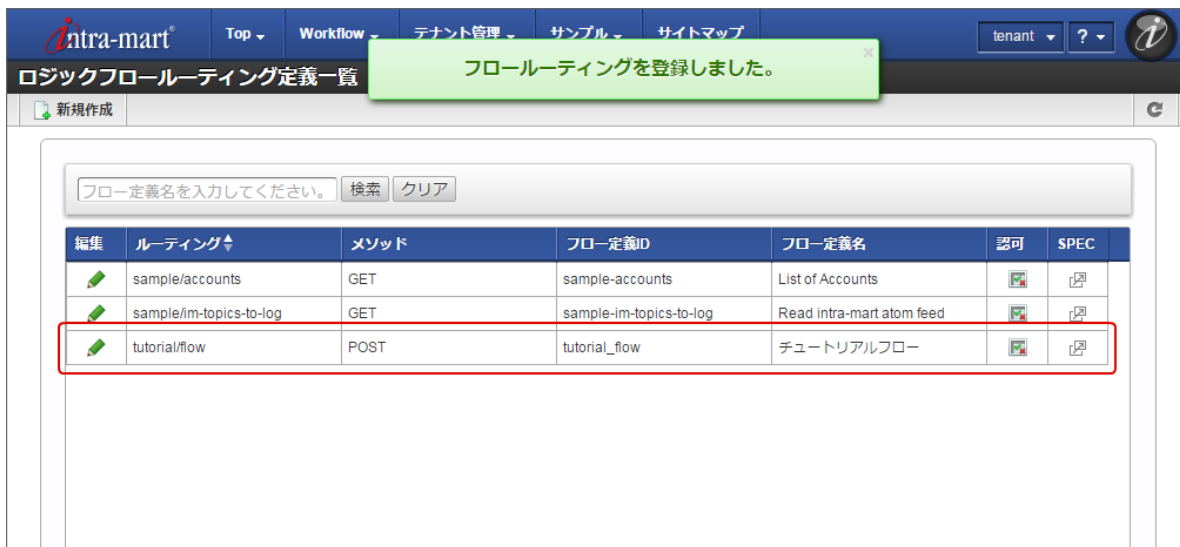 intra-mart® Top Workflow テナント管理 サンプル サイトマップ tenant ?
フロールーティングを登録しました。 ×
ロジックフロールーティング定義一覧
新規作成
フロー定義名を入力してください。 検索 クリア
編集 ルーティング メソッド フロー定義ID フロー定義名 認可 SPEC
sample/accounts GET sample-accounts List of Accounts
sample/im-topics-to-log GET sample-im-topics-to-log Read intra-mart atom feed
tutorial/flow POST tutorial_flow チュートリアルフロー